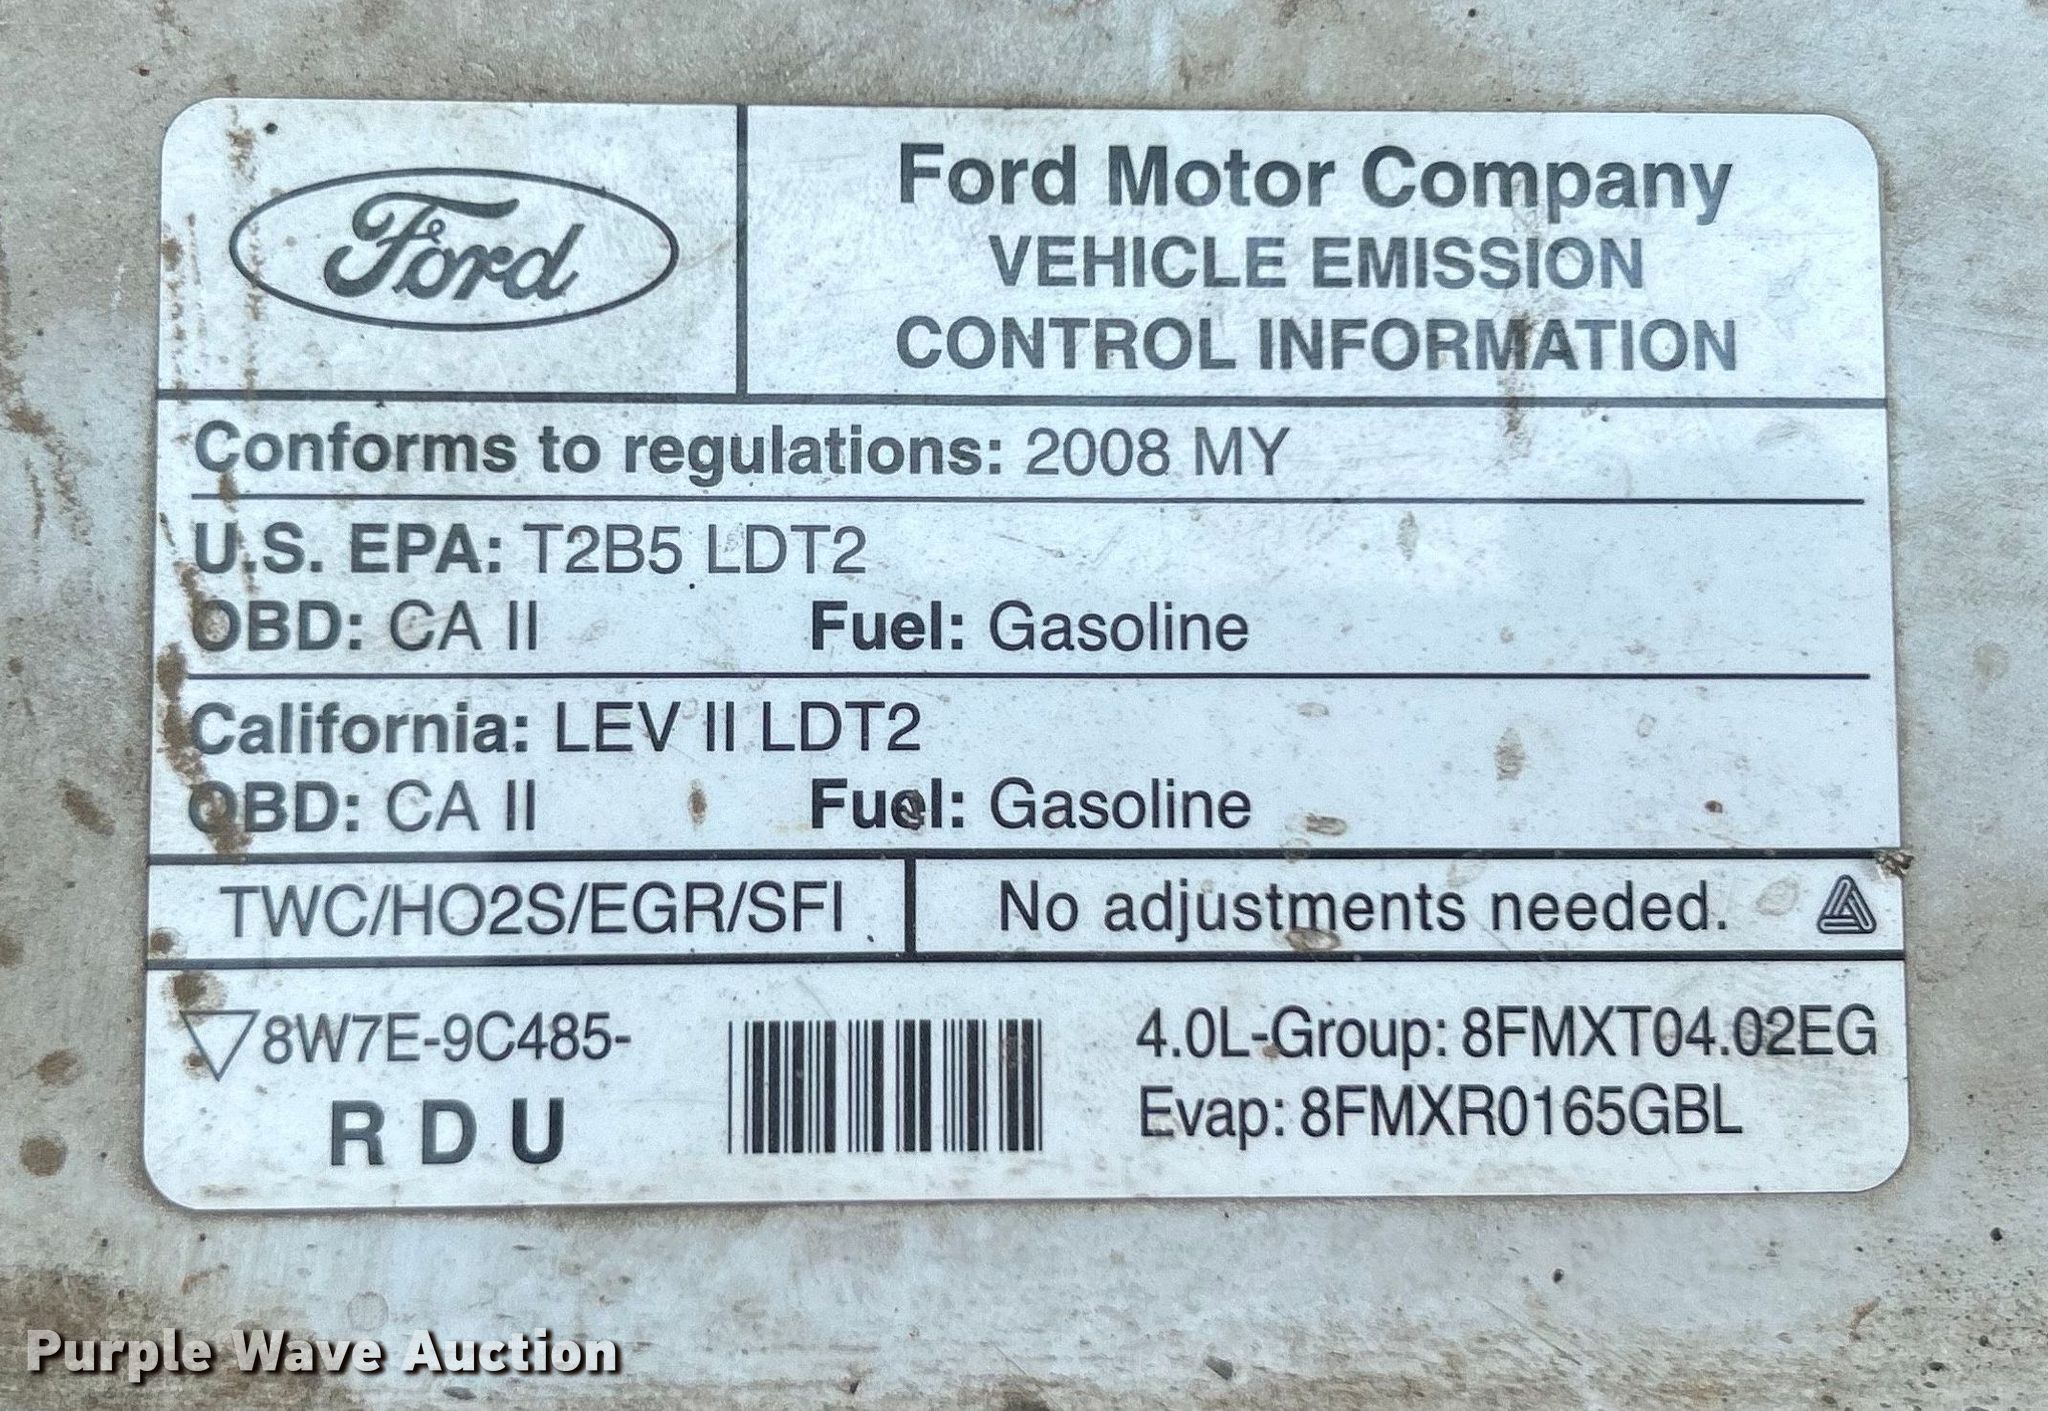 Ford
Ford Motor Company
VEHICLE EMISSION
CONTROL INFORMATION
Conforms to regulations: 2008 MY
U.S. EPA: T2B5 LDT2
OBD: CA II Fuel: Gasoline
California: LEV II LDT2
OBD: CA II Fuel: Gasoline
TWC/HO2S/EGR/SFI
No adjustments needed.
8W7E-9C485-
R D U
4.0L-Group: 8FMXT04.02EG
Evap: 8FMXR0165GBL
Purple Wave Auction